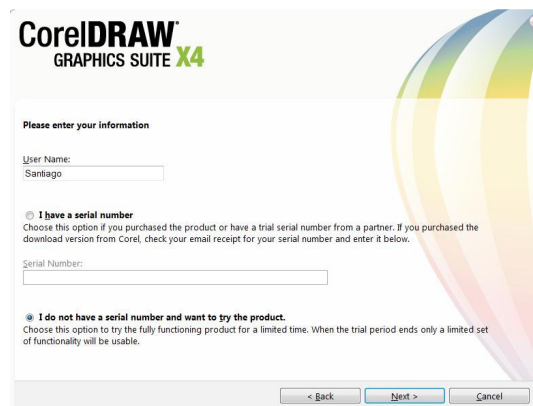 CorelDRAW®
GRAPHICS SUITE X4
Please enter your information
User Name:
Santiago
I have a serial number
Choose this option if you purchased the product or have a trial serial number from a partner. If you purchased the
download version from Corel, check your email receipt for your serial number and enter it below.
Serial Number:
I do not have a serial number and want to try the product.
Choose this option to try the fully functioning product for a limited time. When the trial period ends only a limited set
of functionality will be usable.
< Back Next > Cancel